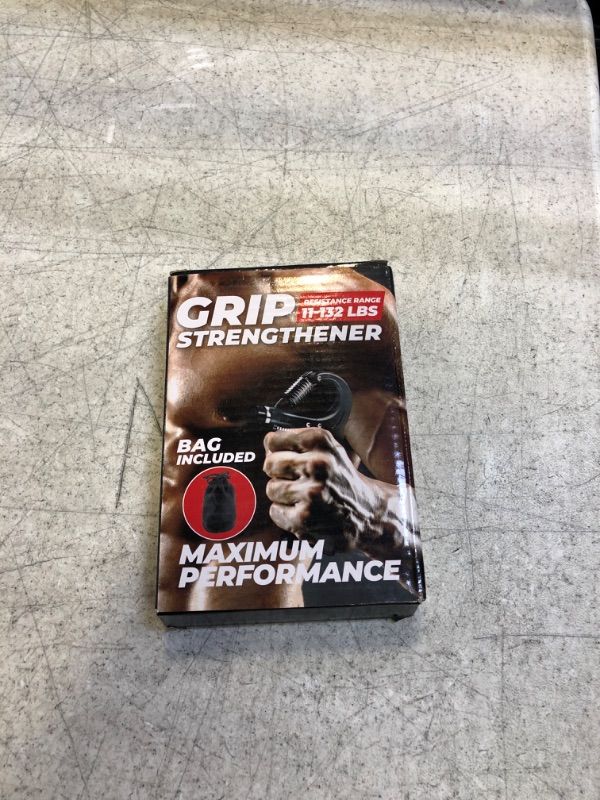 GRIP
RESISTANCE RANGE
11-132 LBS
STRENGTHENER
BAG
INCLUDED
MAXIMUM
PERFORMANCE